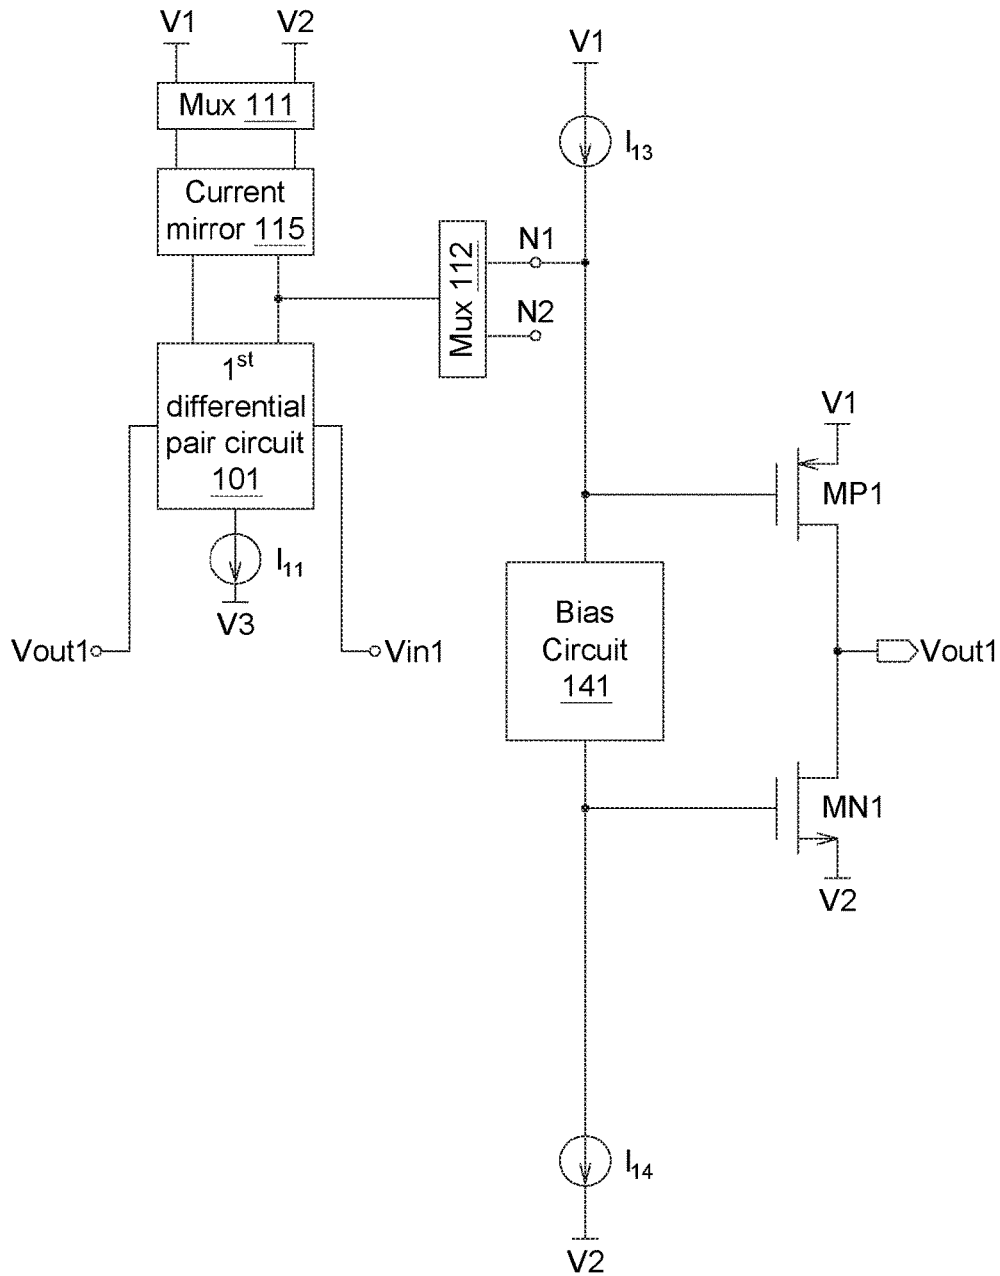 V1
V2
Mux 111
Current
mirror 115
1st
differential
pair circuit
101
I11
V3
Vout1
Vin1
Mux 112
N1
N2
V1
I13
V1
MP1
Bias
Circuit
141
Vout1
MN1
V2
I14
V2